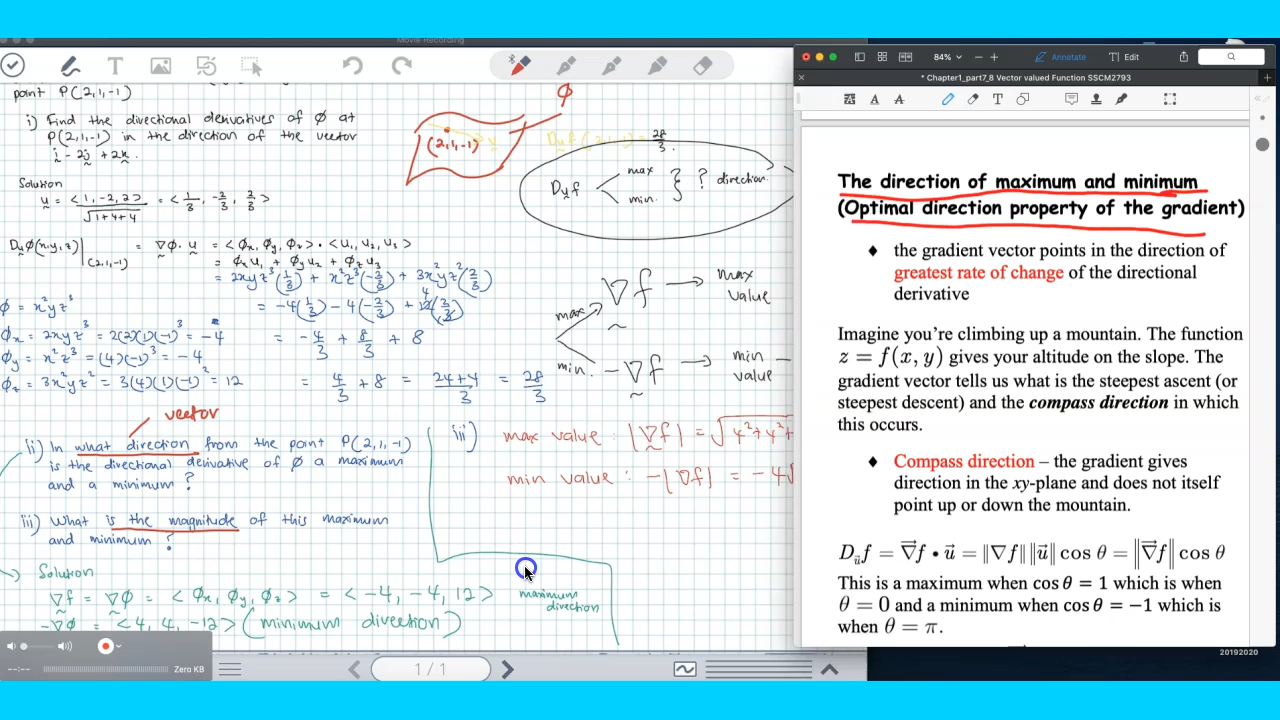 Movie Recording
point P(2,1,-1)
i) Find the directional derivatives of φ at
P(2,1,-1) in the direction of the vector
i - 2j + 2k.
Solution
u = <1,-2,2> / √(1+4+4) = <1/3, -2/3, 2/3>
Duφ(x,y,z)|(2,1,-1) = ∇φ · u = <φx, φy, φz> · <u1, u2, u3>
= φxu1 + φyu2 + φzu3
= 2xyz³(1/3) + x²z³(-2/3) + 3x²yz²(2/3)
φ = x²yz³
= -4(1/3) - 4(-2/3) + 12(2/3)
φx = 2xyz³ = 2(2)(1)(-1)³ = -4
= -4/3 + 8/3 + 8
φy = x²z³ = (4)(-1)³ = -4
φz = 3x²yz² = 3(4)(1)(-1)² = 12
= 4/3 + 8 = (24+4)/3 = 28/3
vector
ii) In what direction from the point P(2,1,-1)
is the directional derivative of φ a maximum
and a minimum?
iii) What is the magnitude of this maximum
and minimum?
Solution
∇f = ∇φ = <φx, φy, φz> = <-4, -4, 12> maximum direction
-∇φ = <4, 4, -12> (minimum direction)
φ
(2,1,-1)
Duf(2,1,-1) = 28/3.
Duf < max min. } ? direction.
max ∇f → max value
min. -∇f → min value
iii) max value : |∇f| = √4²+4²+
min value : -|∇f| = -4√
1 / 1
--:-- Zero KB
84%
Annotate
Edit
* Chapter1_part7_8 Vector valued Function SSCM2793
The direction of maximum and minimum
(Optimal direction property of the gradient)
♦ the gradient vector points in the direction of
greatest rate of change of the directional
derivative
Imagine you're climbing up a mountain. The function
z = f(x, y) gives your altitude on the slope. The
gradient vector tells us what is the steepest ascent (or
steepest descent) and the compass direction in which
this occurs.
♦ Compass direction – the gradient gives
direction in the xy-plane and does not itself
point up or down the mountain.
Dūf = ∇f • u = ‖∇f‖ ‖u‖ cos θ = ‖∇f‖ cos θ
This is a maximum when cos θ = 1 which is when
θ = 0 and a minimum when cos θ = −1 which is
when θ = π.
20192020